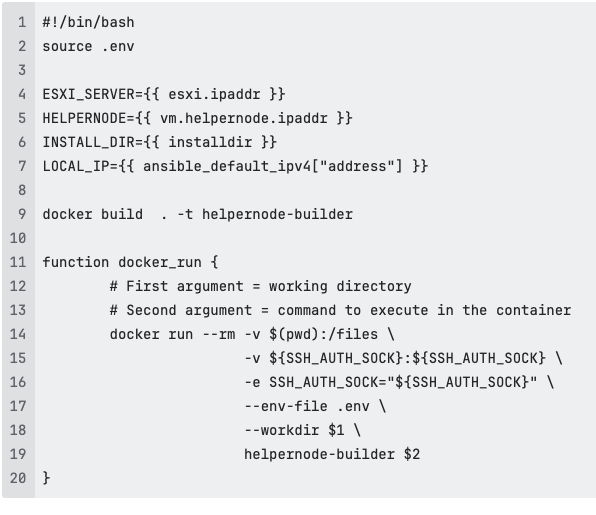 1 #!/bin/bash
2 source .env
3
4 ESXI_SERVER={{ esxi.ipaddr }}
5 HELPERNODE={{ vm.helpernode.ipaddr }}
6 INSTALL_DIR={{ installdir }}
7 LOCAL_IP={{ ansible_default_ipv4["address"] }}
8
9 docker build  . -t helpernode-builder
10
11 function docker_run {
12         # First argument = working directory
13         # Second argument = command to execute in the container
14         docker run --rm -v $(pwd):/files \
15                         -v ${SSH_AUTH_SOCK}:${SSH_AUTH_SOCK} \
16                         -e SSH_AUTH_SOCK="${SSH_AUTH_SOCK}" \
17                         --env-file .env \
18                         --workdir $1 \
19                         helpernode-builder $2
20 }